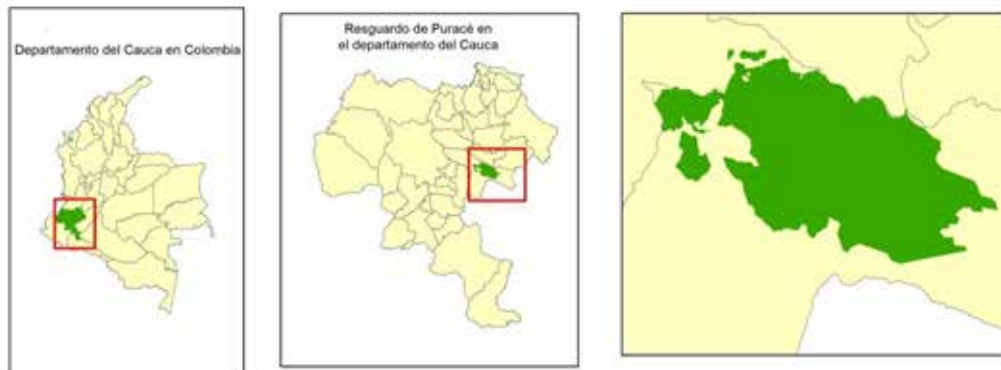 Departamento del Cauca en Colombia
Resguardo de Puracé en
el departamento del Cauca